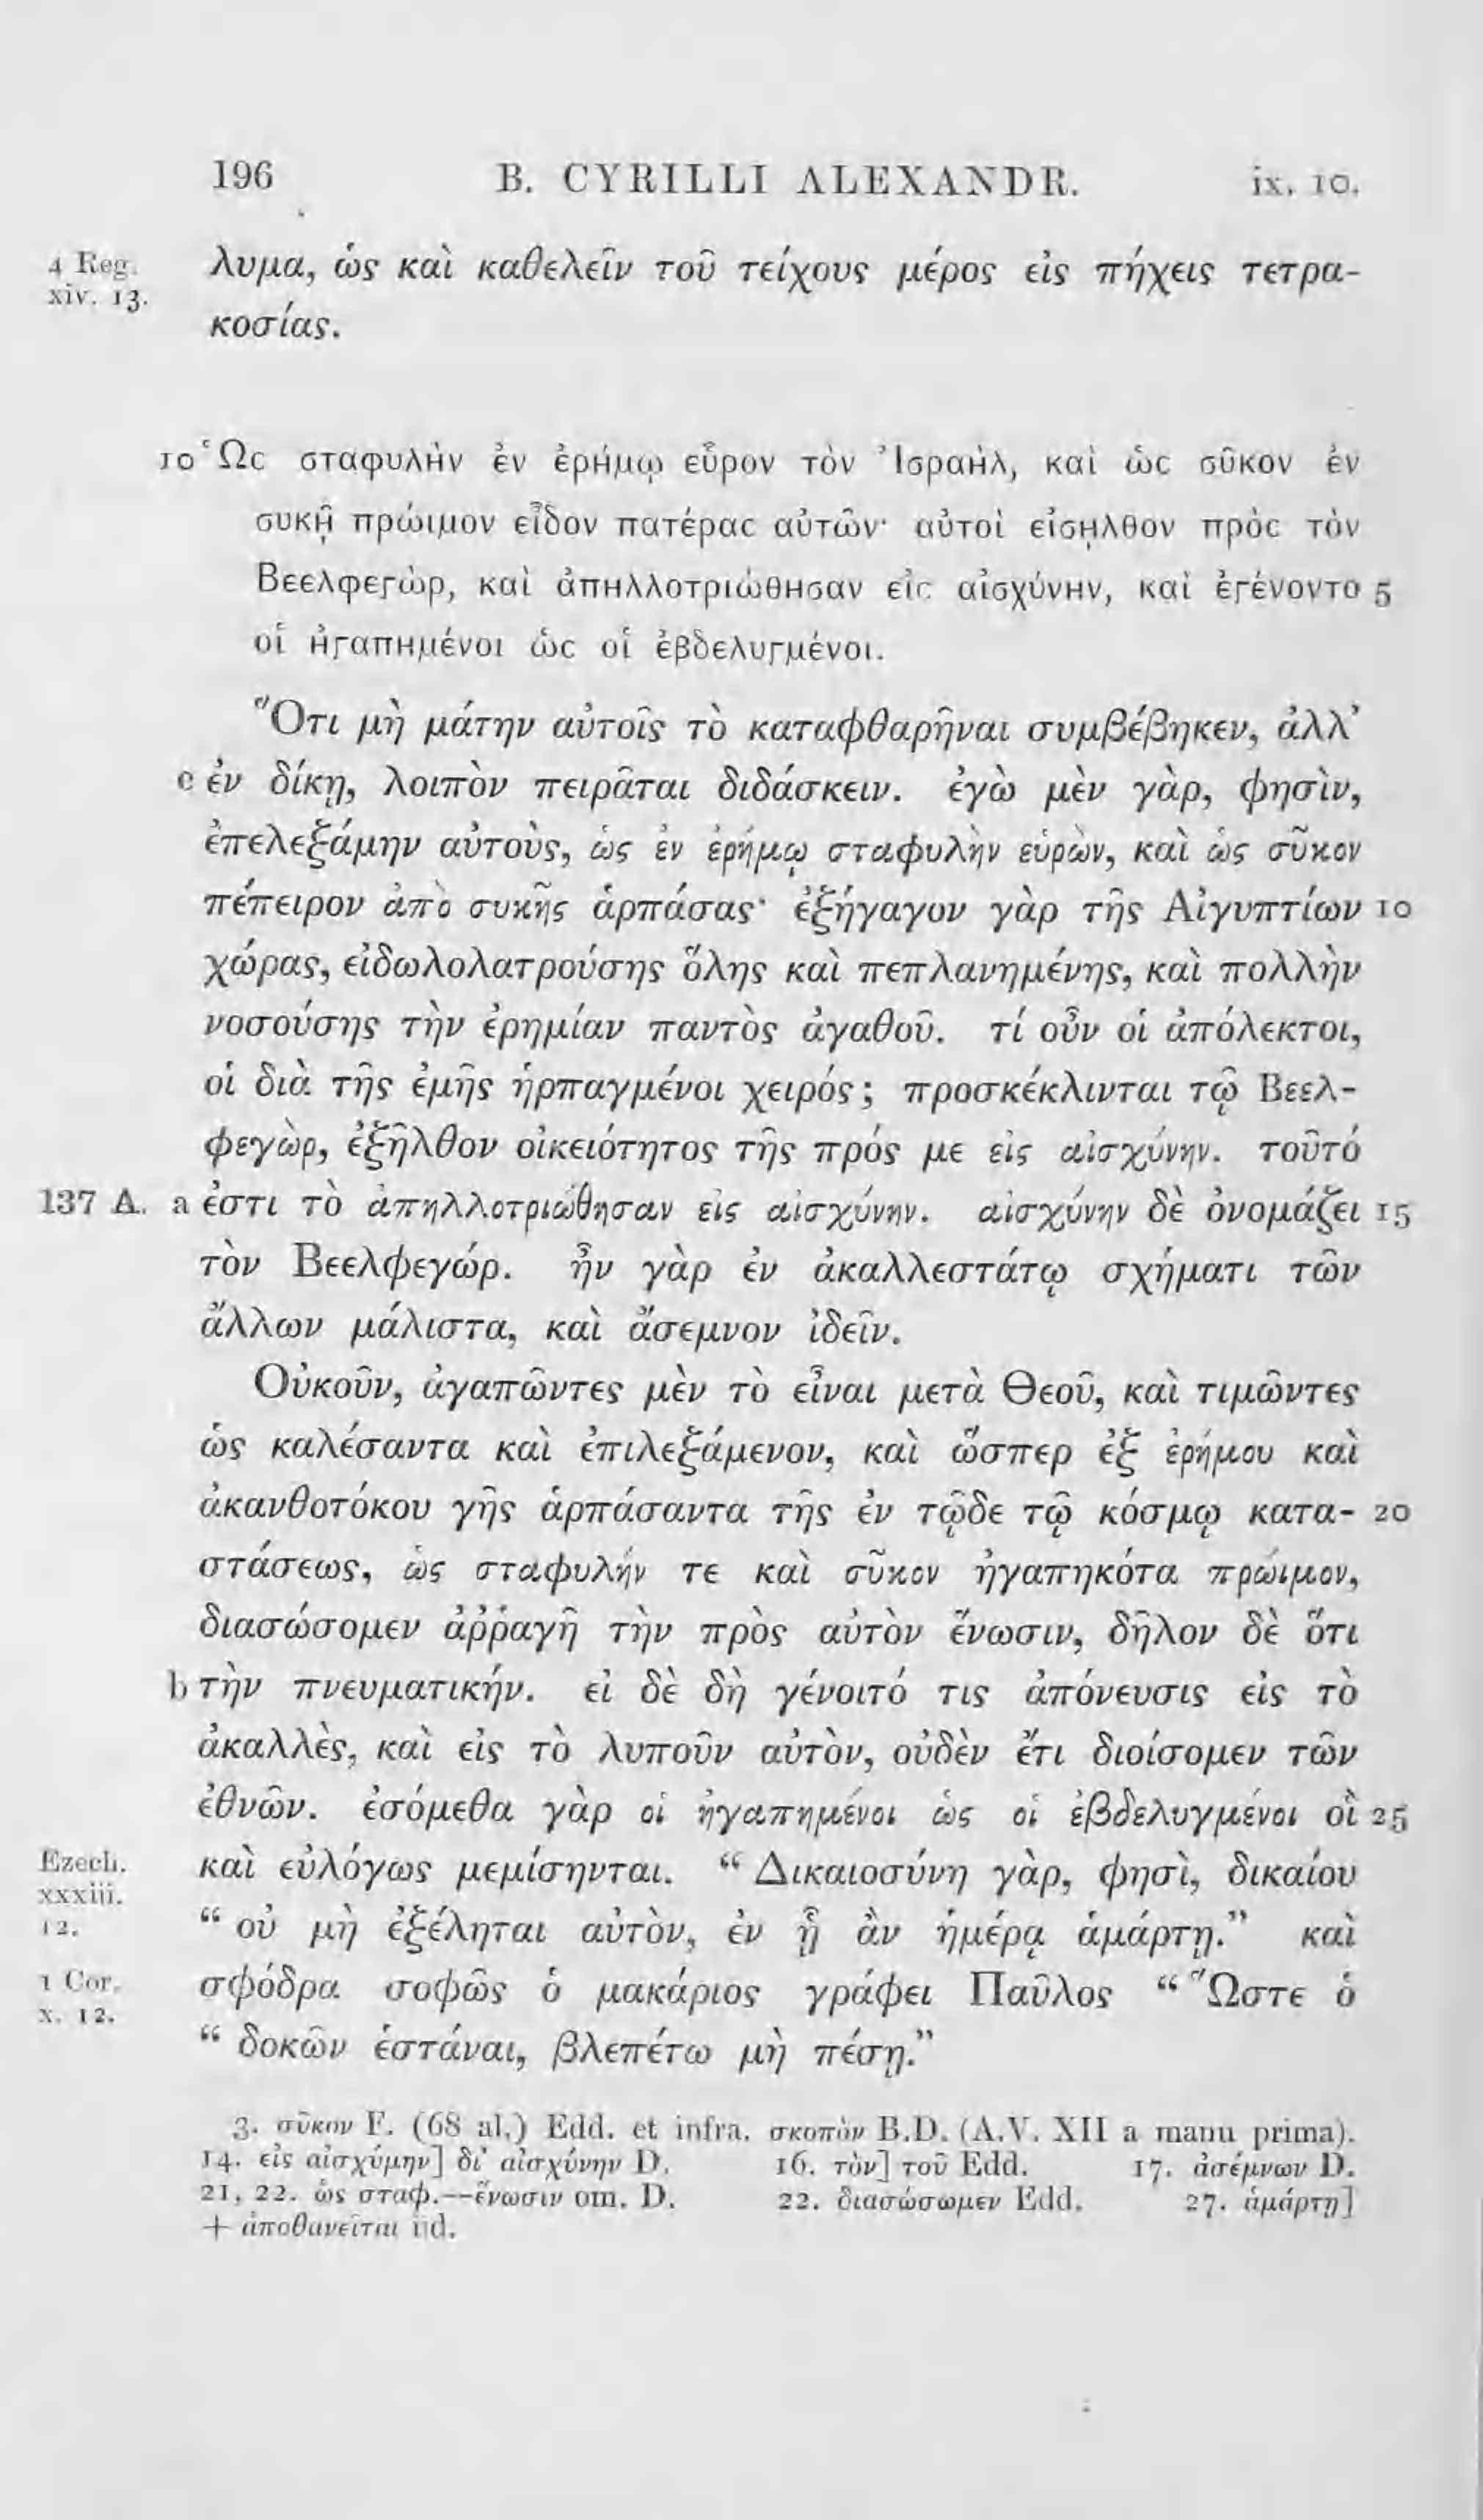 196 B. CYRILLI ALEXANDR. ix. 10.
4 Reg. λυμα, ὡς καὶ καθελεῖν τοῦ τείχους μέρος εἰς πήχεις τετρα-
xiv. 13. κοσίας.
10 Ὡς σταφυλὴν ἐν ἐρήμῳ εὗρον τὸν Ἰσραὴλ, καὶ ὡς σῦκον ἐν
συκῇ πρώιμον εἶδον πατέρας αὐτῶν· αὐτοὶ εἰσῆλθον πρὸς τὸν
Βεελφεγὼρ, καὶ ἀπηλλοτριώθησαν εἰς αἰσχύνην, καὶ ἐγένοντο 5
οἱ ἠγαπημένοι ὡς οἱ ἐβδελυγμένοι.
Ὅτι μὴ μάτην αὐτοῖς τὸ καταφθαρῆναι συμβέβηκεν, ἀλλ’
c ἐν δίκῃ, λοιπὸν πειρᾶται διδάσκειν. ἐγὼ μὲν γὰρ, φησὶν,
ἐπελεξάμην αὐτοὺς, ὡς ἐν ἐρήμῳ σταφυλὴν εὑρὼν, καὶ ὡς σῦκον
πέπειρον ἀπὸ συκῆς ἁρπάσας· ἐξήγαγον γὰρ τῆς Αἰγυπτίων 10
χώρας, εἰδωλολατρούσης ὅλης καὶ πεπλανημένης, καὶ πολλὴν
νοσούσης τὴν ἐρημίαν παντὸς ἀγαθοῦ. τί οὖν οἱ ἀπόλεκτοι,
οἱ διὰ τῆς ἐμῆς ἡρπαγμένοι χειρός; προσκέκλινται τῷ Βεελ-
φεγὼρ, ἐξῆλθον οἰκειότητος τῆς πρός με εἰς αἰσχύνην. τοῦτό
137 A. a ἐστι τὸ ἀπηλλοτριώθησαν εἰς αἰσχύνην. αἰσχύνην δὲ ὀνομάζει 15
τὸν Βεελφεγώρ. ἦν γὰρ ἐν ἀκαλλεστάτῳ σχήματι τῶν
ἄλλων μάλιστα, καὶ ἄσεμνον ἰδεῖν.
Οὐκοῦν, ἀγαπῶντες μὲν τὸ εἶναι μετὰ Θεοῦ, καὶ τιμῶντες
ὡς καλέσαντα καὶ ἐπιλεξάμενον, καὶ ὥσπερ ἐξ ἐρήμου καὶ
ἀκανθοτόκου γῆς ἁρπάσαντα τῆς ἐν τῷδε τῷ κόσμῳ κατα- 20
στάσεως, ὡς σταφυλήν τε καὶ σῦκον ἠγαπηκότα πρώιμον,
διασώσομεν ἀῤῥαγῆ τὴν πρὸς αὐτὸν ἕνωσιν, δῆλον δὲ ὅτι
b τὴν πνευματικήν. εἰ δὲ δὴ γένοιτό τις ἀπόνευσις εἰς τὸ
ἀκαλλὲς, καὶ εἰς τὸ λυποῦν αὐτὸν, οὐδὲν ἔτι διοίσομεν τῶν
ἐθνῶν. ἐσόμεθα γὰρ οἱ ἠγαπημένοι ὡς οἱ ἐβδελυγμένοι οἳ 25
Ezech. καὶ εὐλόγως μεμίσηνται. “ Δικαιοσύνη γὰρ, φησὶ, δικαίου
xxxiii. 12. “ οὐ μὴ ἐξέληται αὐτὸν, ἐν ᾗ ἂν ἡμέρᾳ ἁμάρτῃ.” καὶ
1 Cor. σφόδρα σοφῶς ὁ μακάριος γράφει Παῦλος “ Ὥστε ὁ
x. 12. “ δοκῶν ἑστάναι, βλεπέτω μὴ πέσῃ.”
3. σῦκον F. (68 al.) Edd. et infra. σκοπὸν B.D. (A.V. XII a manu prima).
14. εἰς αἰσχύμην] δι’ αἰσχύνην D. 16. τὸν] τοῦ Edd. 17. ἀσέμνων D.
21, 22. ὡς σταφ.—ἕνωσιν om. D. 22. διασώσωμεν Edd. 27. ἁμάρτῃ]
+ ἀποθανεῖται iid.